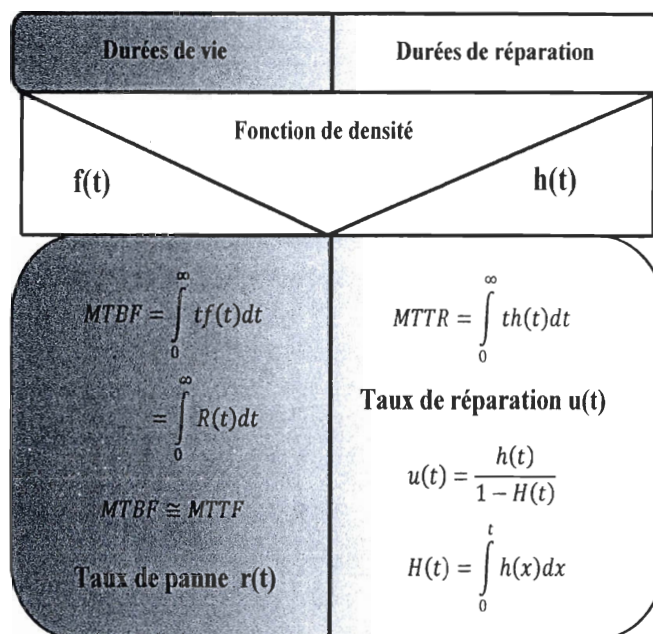 Durées de vie
Durées de réparation
Fonction de densité
f(t)
h(t)
MTBF = ∫₀^∞ tf(t)dt
= ∫₀^∞ R(t)dt
MTBF ≅ MTTF
Taux de panne r(t)
MTTR = ∫₀^∞ th(t)dt
Taux de réparation u(t)
u(t) = h(t) / 1 − H(t)
H(t) = ∫₀^t h(x)dx